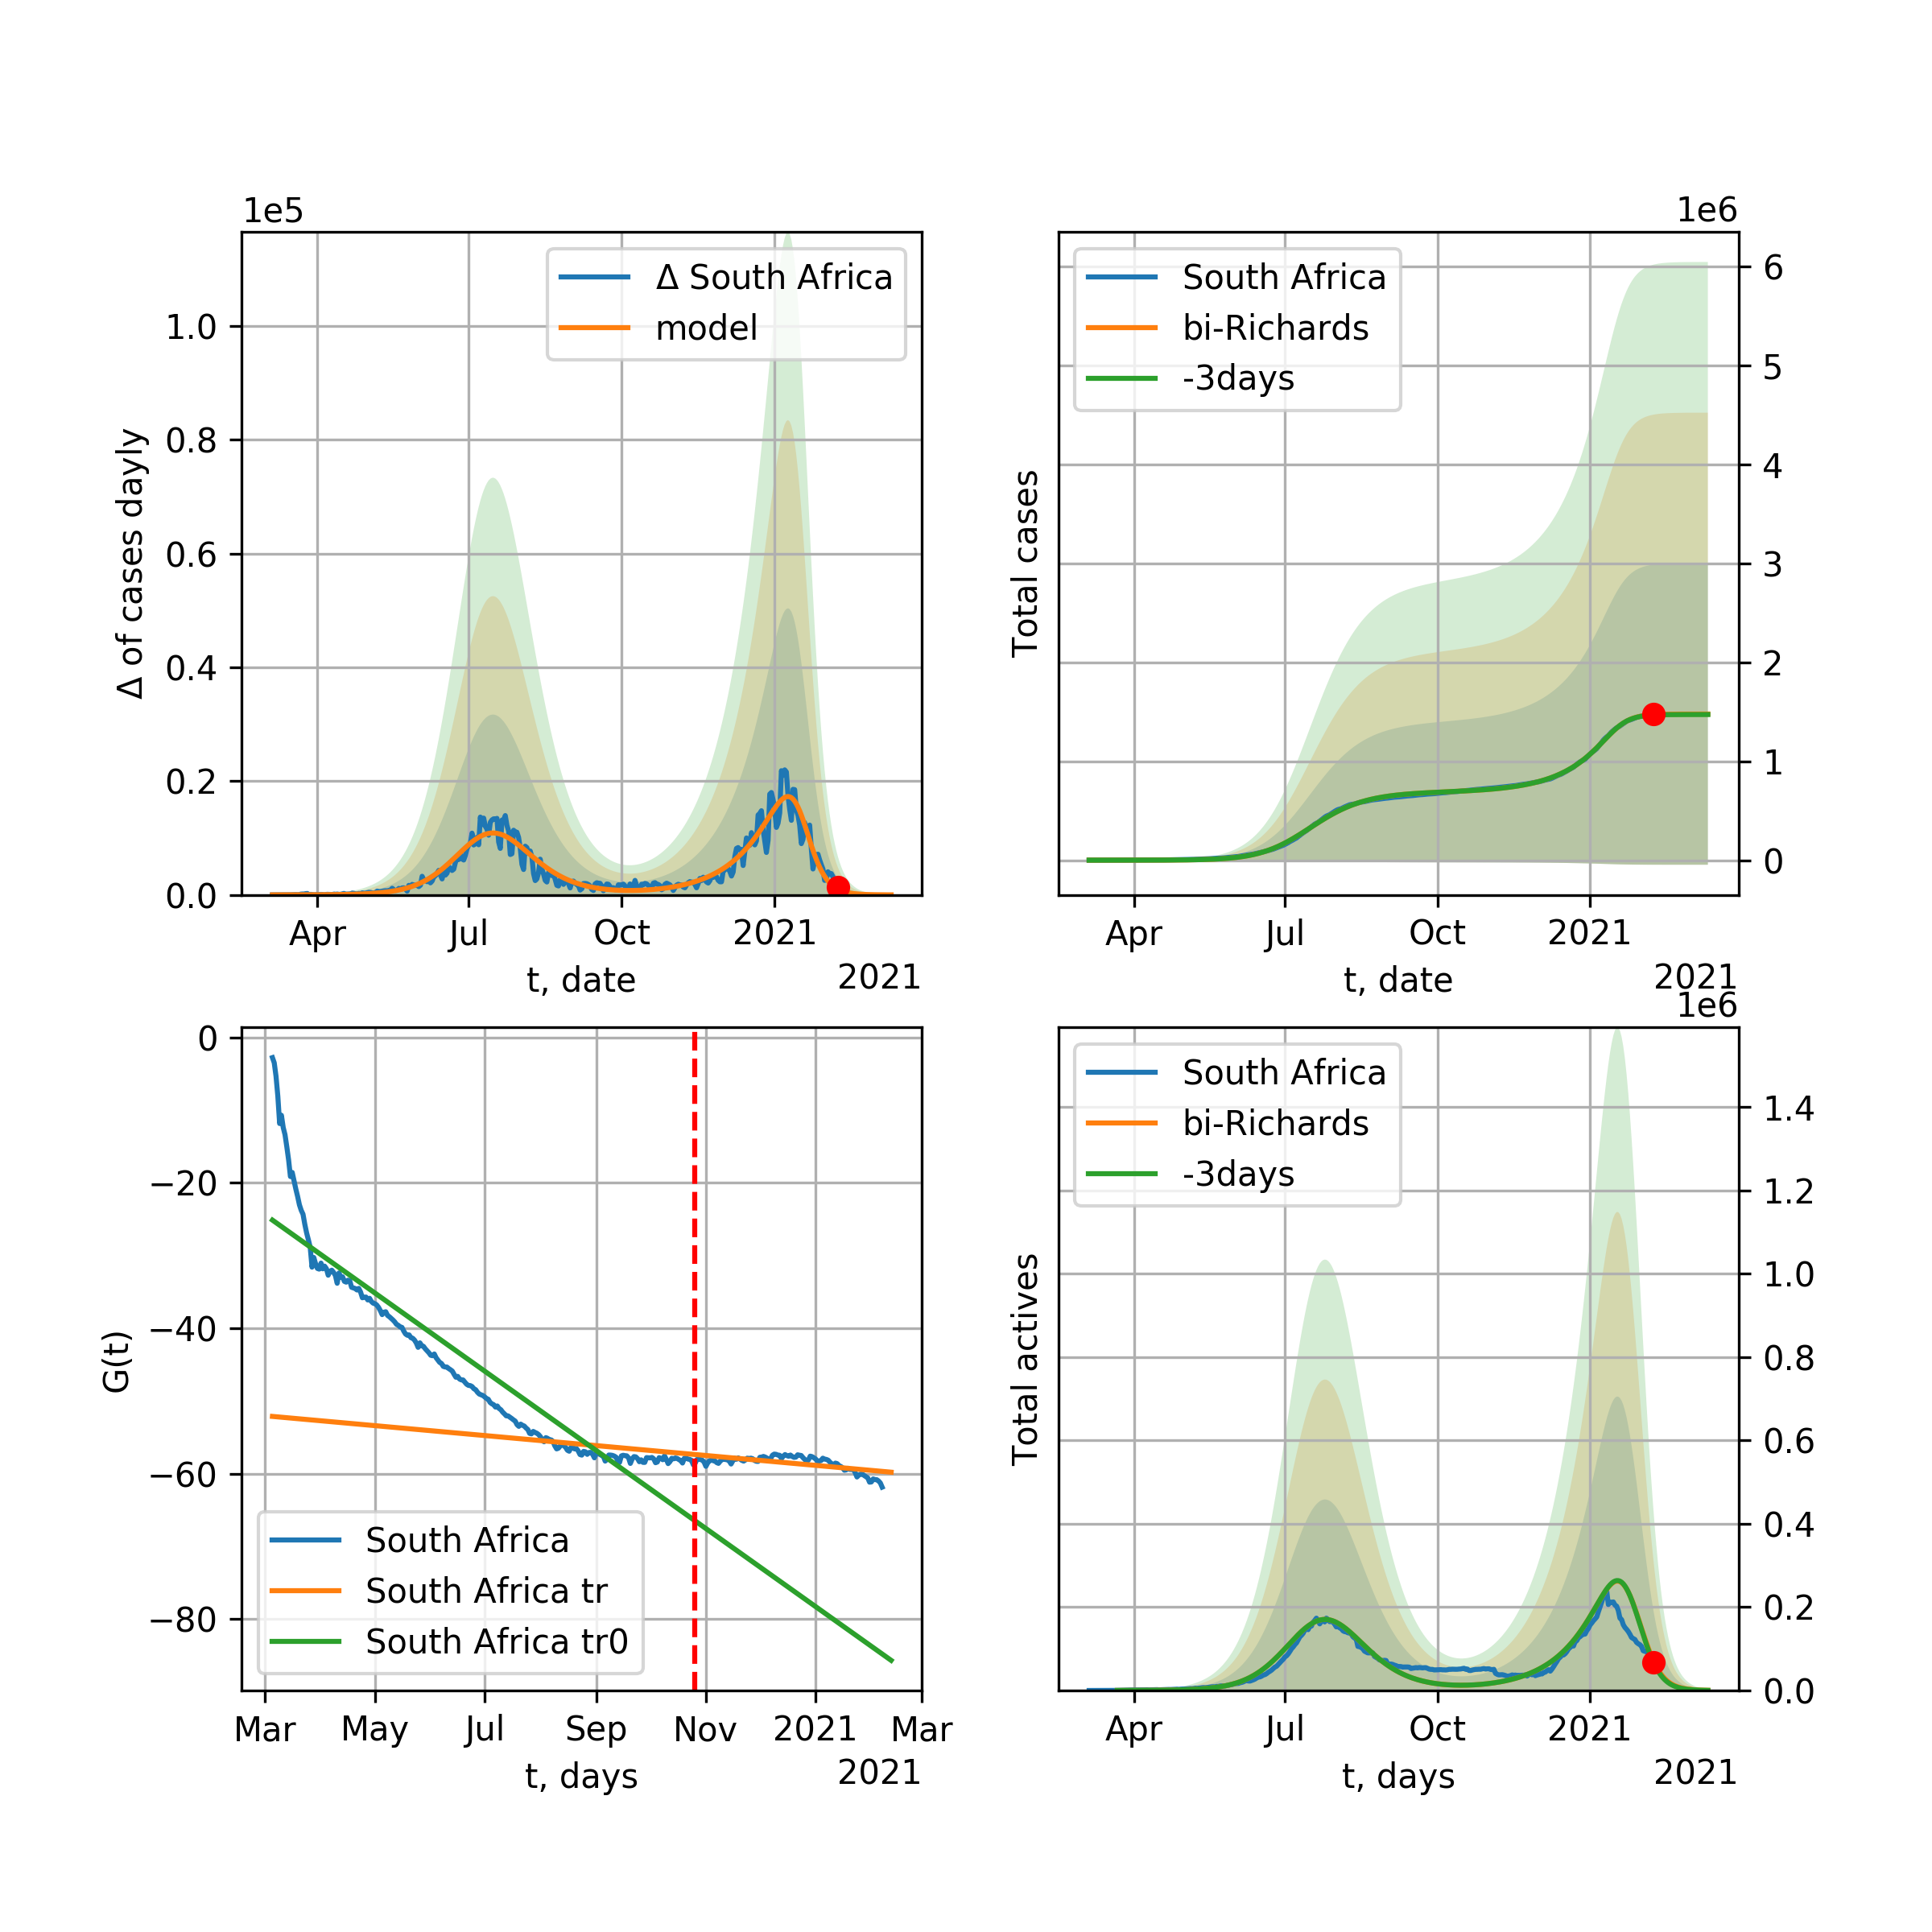 1e5
Δ of cases dayly
1.0
0.8
0.6
0.4
0.2
0.0
Δ South Africa
model
Apr
Jul
Oct
2021
t, date
2021
1e6
Total cases
South Africa
bi-Richards
-3days
6
5
4
3
2
1
0
Apr
Jul
Oct
2021
t, date
2021
G(t)
0
−20
−40
−60
−80
South Africa
South Africa tr
South Africa tr0
Mar
May
Jul
Sep
Nov
2021
Mar
t, days
2021
1e6
Total actives
South Africa
bi-Richards
-3days
1.4
1.2
1.0
0.8
0.6
0.4
0.2
0.0
Apr
Jul
Oct
2021
t, days
2021